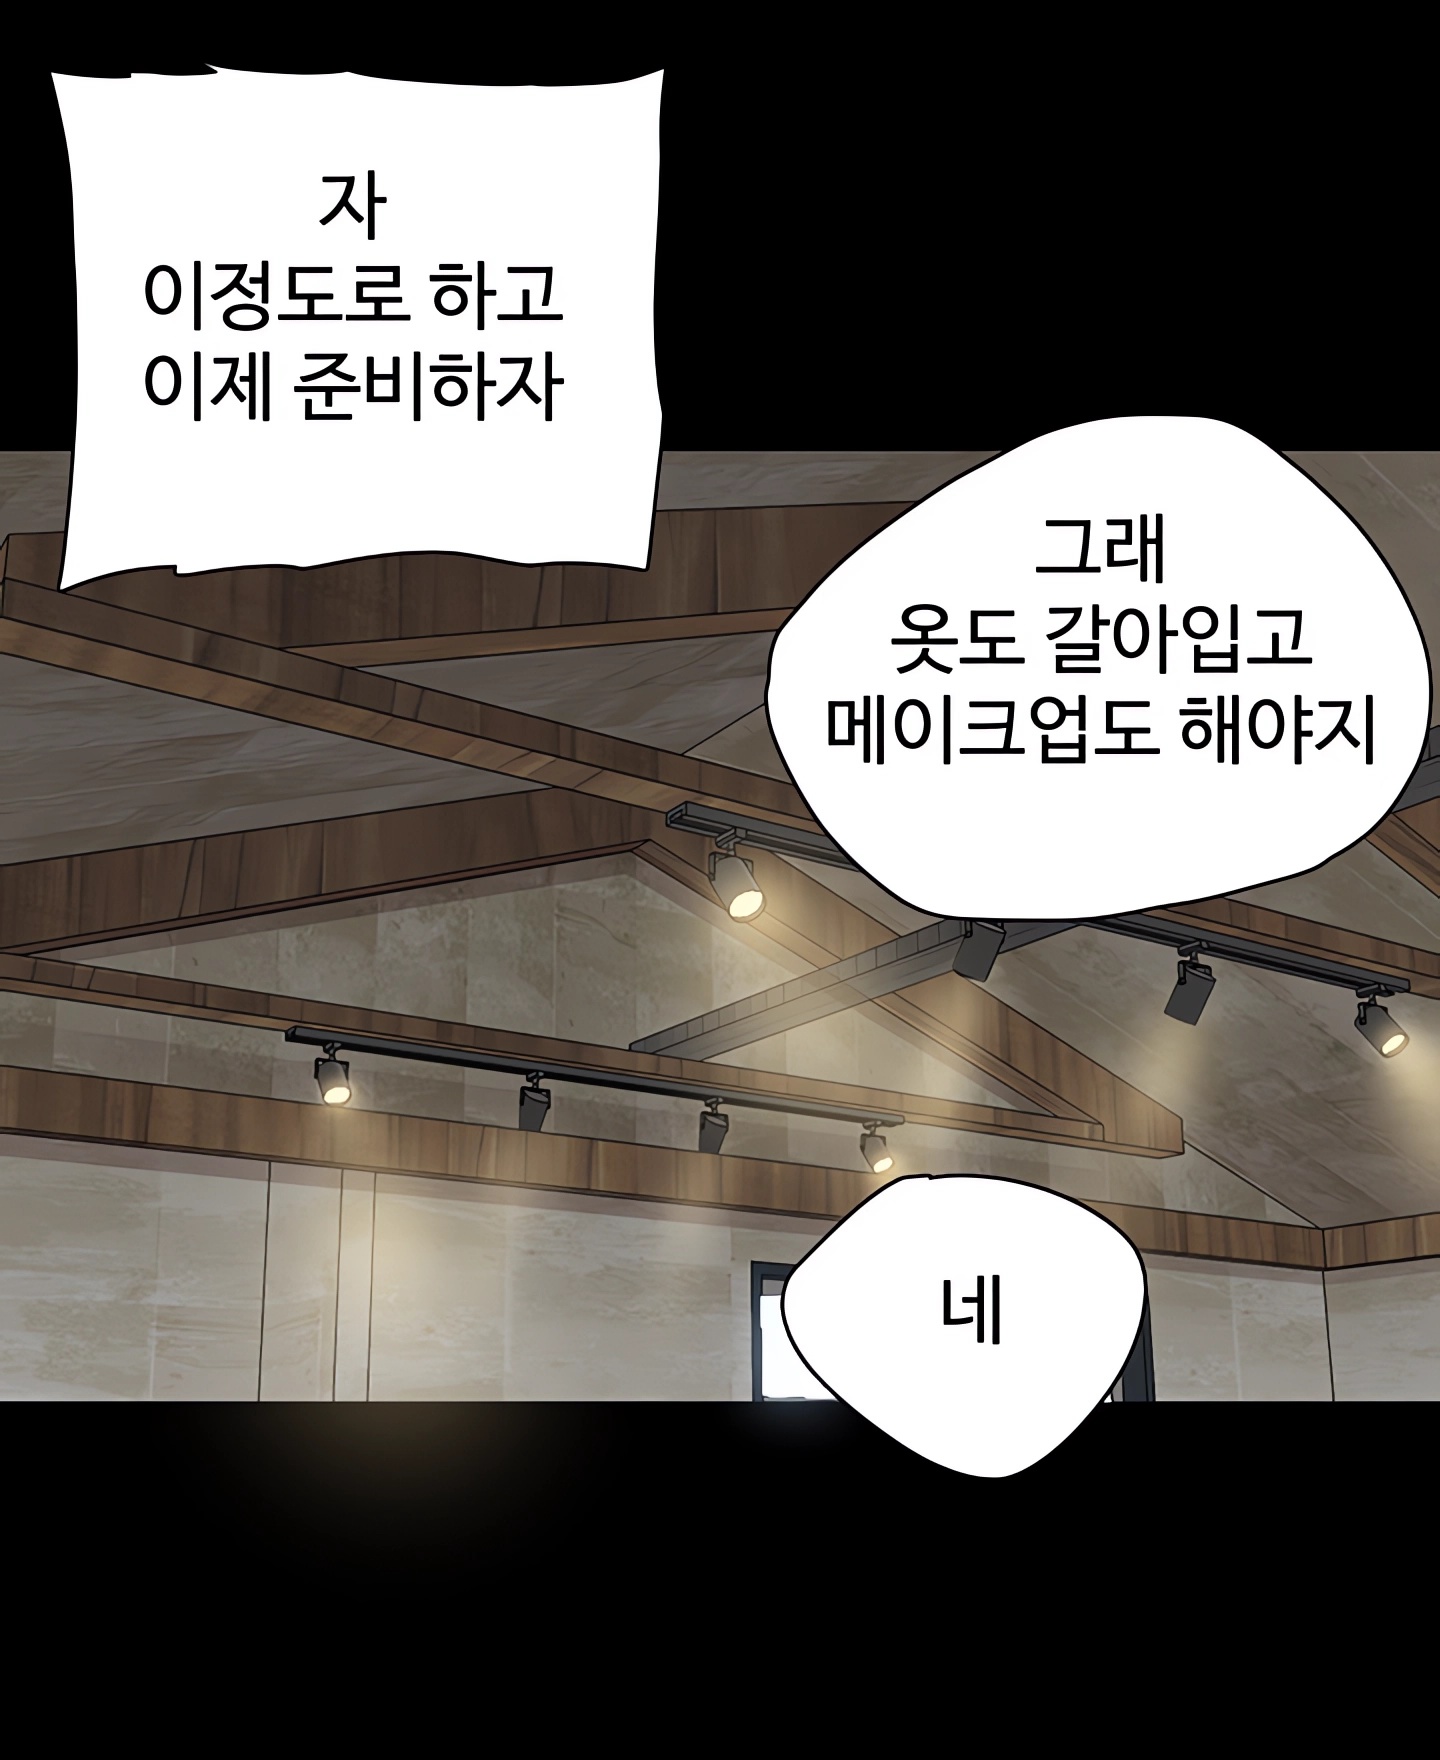 자
이정도로 하고
이제 준비하자
그래
옷도 갈아입고
메이크업도 해야지
네